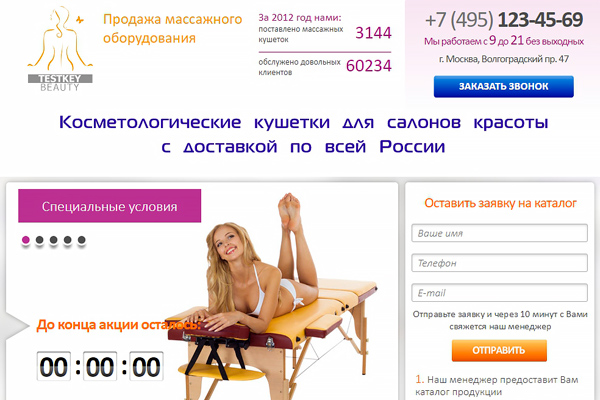 TESTKEY
BEAUTY
Продажа массажного
оборудования
За 2012 год нами:
поставлено массажных
кушеток
3144
обслужено довольных
клиентов
60234
+7 (495) 123-45-69
Мы работаем с 9 до 21 без выходных
г. Москва, Волгоградский пр. 47
ЗАКАЗАТЬ ЗВОНОК
Косметологические кушетки для салонов красоты
с доставкой по всей России
Специальные условия
До конца акции осталось:
00 : 00 : 00
Оставить заявку на каталог
Ваше имя
Телефон
E-mail
Отправьте заявку и через 10 минут с Вами
свяжется наш менеджер
ОТПРАВИТЬ
1. Наш менеджер предоставит Вам
каталог продукции